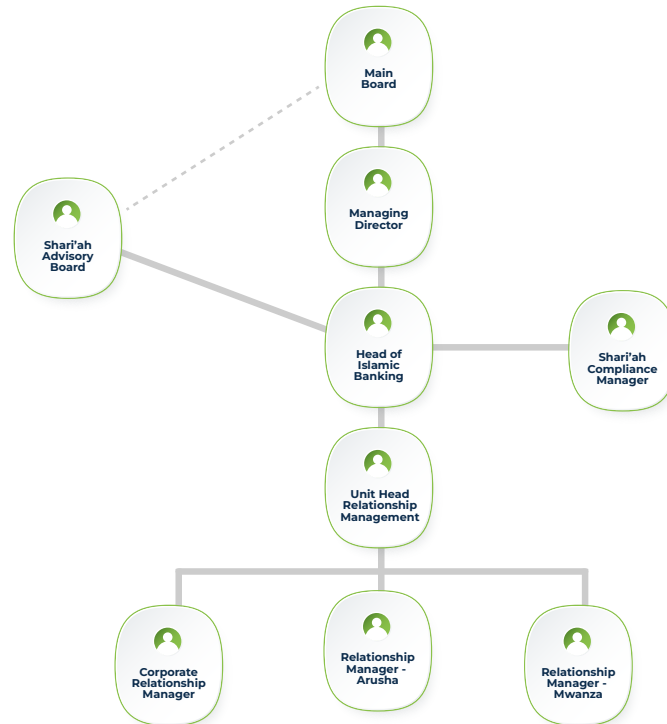 Main
Board
Managing
Director
Shari'ah
Advisory
Board
Head of
Islamic
Banking
Shari'ah
Compliance
Manager
Unit Head
Relationship
Management
Corporate
Relationship
Manager
Relationship
Manager -
Arusha
Relationship
Manager -
Mwanza